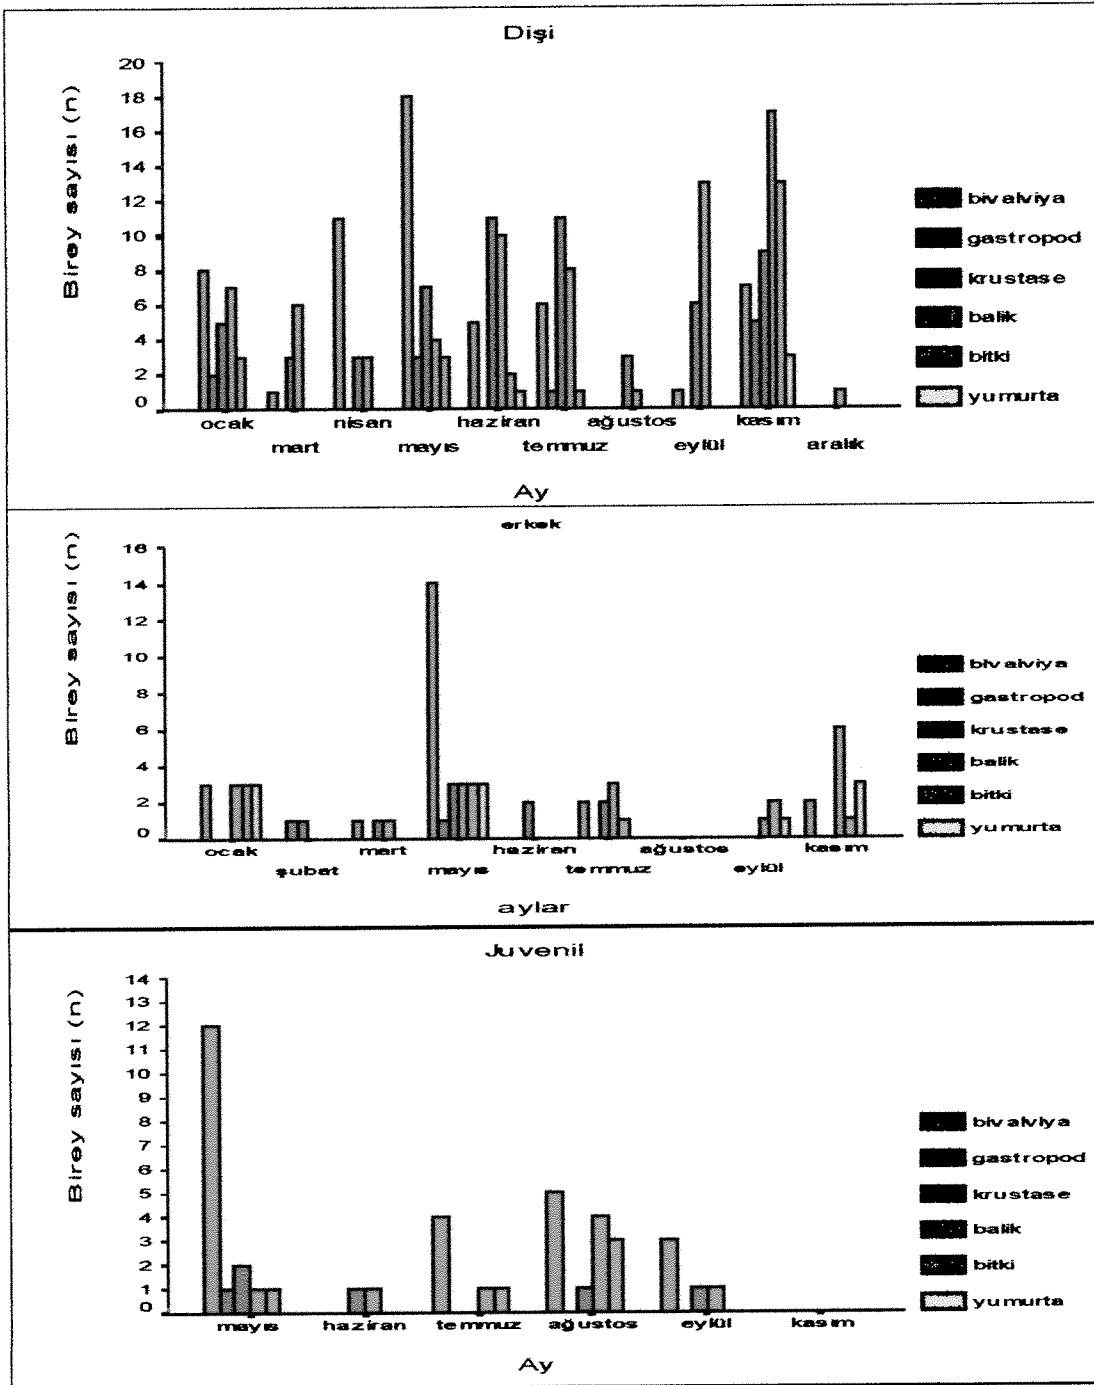 Dişi
Birey sayısı (n)
20
18
16
14
12
10
8
6
4
2
0
ocak
mart
nisan
mayıs
haziran
temmuz
ağustos
eylül
kasım
aralık
Ay
bivalviya
gastropod
krustase
balik
bitki
yumurta
erkek
Birey sayısı (n)
16
14
12
10
8
6
4
2
0
ocak
şubat
mart
mayıs
haziran
temmuz
ağustos
eylül
kasım
aylar
bivalviya
gastropod
krustase
balik
bitki
yumurta
Juvenil
Birey sayısı (n)
14
13
12
11
10
9
8
7
6
5
4
3
2
1
0
mayıs
haziran
temmuz
ağustos
eylül
kasım
Ay
bivalviya
gastropod
krustase
balik
bitki
yumurta